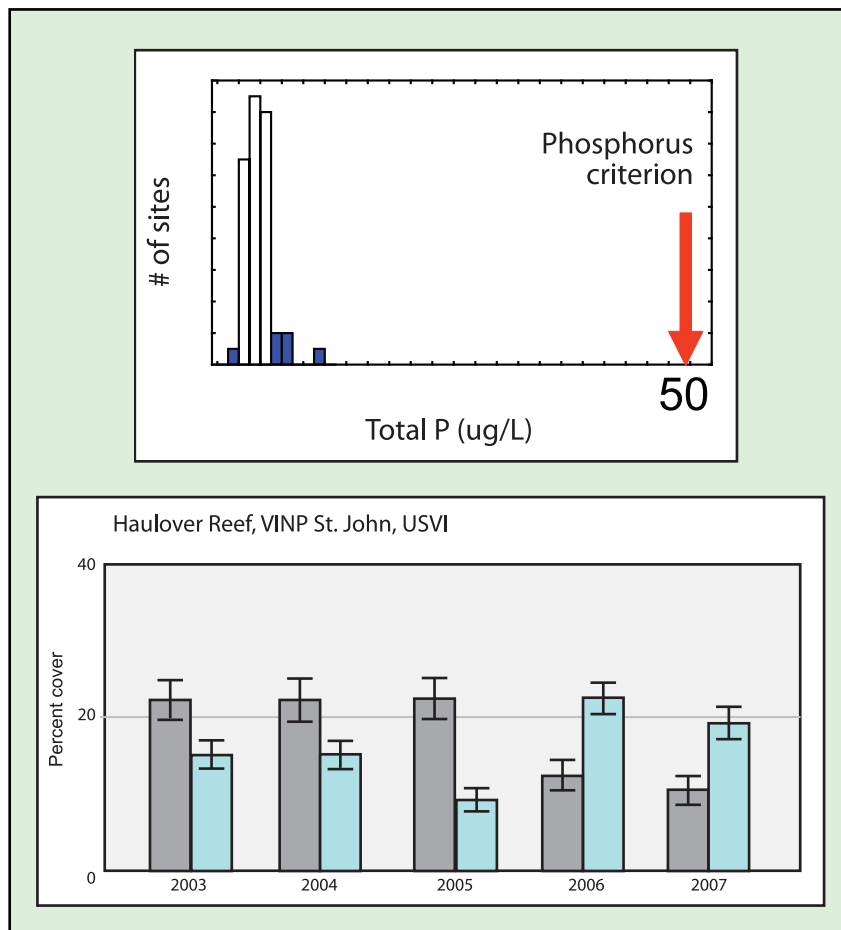 Phosphorus
criterion
# of sites
50
Total P (ug/L)
Haulover Reef, VINP St. John, USVI
40
20
0
Percent cover
2003
2004
2005
2006
2007